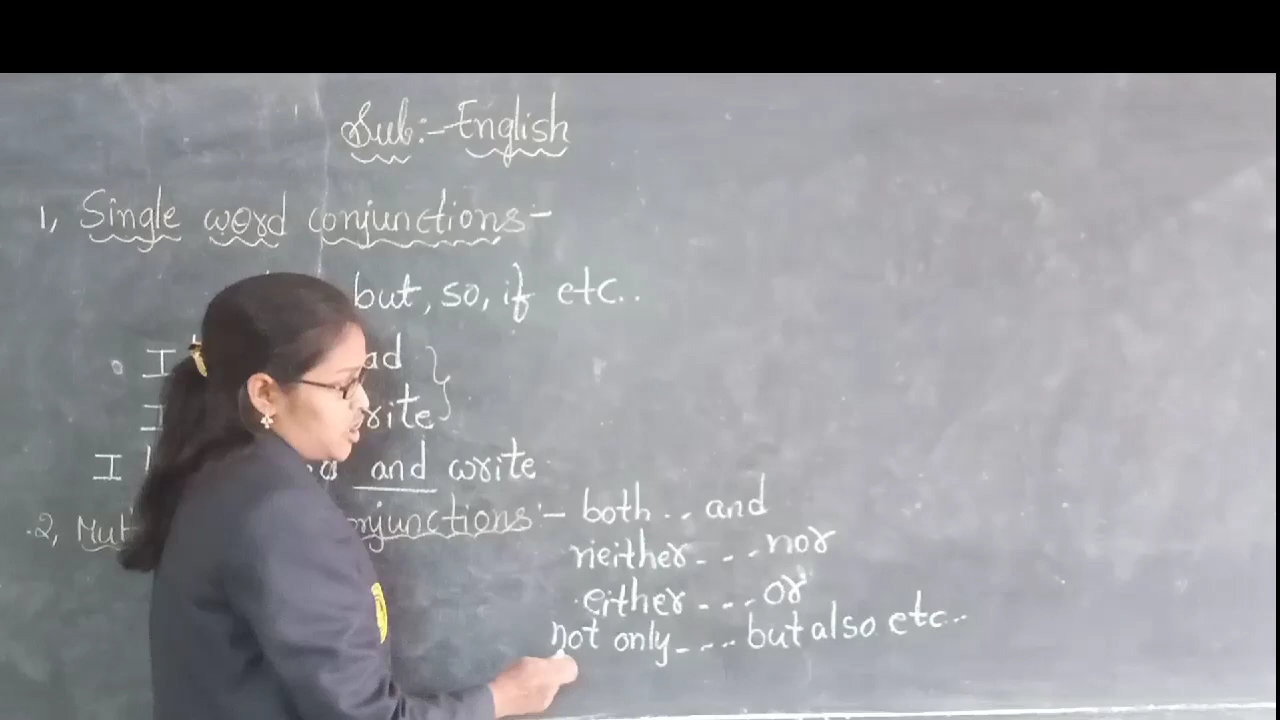 Sub:- English
1, Single word conjunctions:-
but, so, if etc..
I
I
I and write
2, conjunctions:- both .. and
neither - - - nor
either - - - or
not only - - - but also etc..